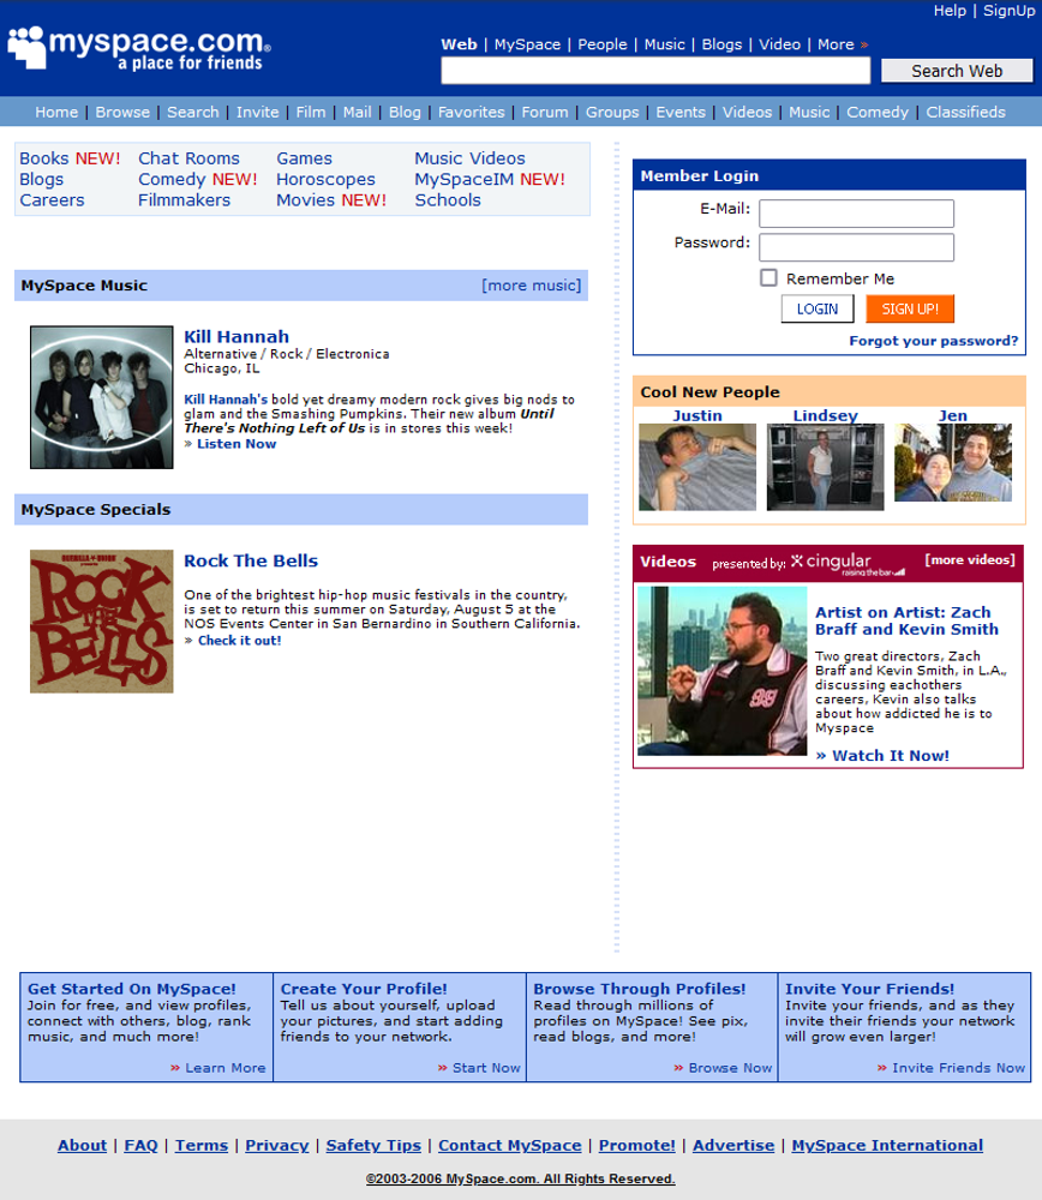 Help | SignUp
myspace.com®
a place for friends
Web | MySpace | People | Music | Blogs | Video | More »
Search Web
Home | Browse | Search | Invite | Film | Mail | Blog | Favorites | Forum | Groups | Events | Videos | Music | Comedy | Classifieds
Books NEW! Chat Rooms Games Music Videos
Blogs Comedy NEW! Horoscopes MySpaceIM NEW!
Careers Filmmakers Movies NEW! Schools
MySpace Music [more music]
Kill Hannah
Alternative / Rock / Electronica
Chicago, IL
Kill Hannah's bold yet dreamy modern rock gives big nods to
glam and the Smashing Pumpkins. Their new album Until
There's Nothing Left of Us is in stores this week!
» Listen Now
MySpace Specials
GUERILLA UNION
ROCK
THE
BELLS
Rock The Bells
One of the brightest hip-hop music festivals in the country,
is set to return this summer on Saturday, August 5 at the
NOS Events Center in San Bernardino in Southern California.
» Check it out!
Member Login
E-Mail:
Password:
Remember Me
LOGIN SIGN UP!
Forgot your password?
Cool New People
Justin Lindsey Jen
Videos presented by: cingular raising the bar [more videos]
99
Artist on Artist: Zach
Braff and Kevin Smith
Two great directors, Zach
Braff and Kevin Smith, in L.A.,
discussing eachothers
careers, Kevin also talks
about how addicted he is to
Myspace
» Watch It Now!
Get Started On MySpace!
Join for free, and view profiles,
connect with others, blog, rank
music, and much more!
» Learn More
Create Your Profile!
Tell us about yourself, upload
your pictures, and start adding
friends to your network.
» Start Now
Browse Through Profiles!
Read through millions of
profiles on MySpace! See pix,
read blogs, and more!
» Browse Now
Invite Your Friends!
Invite your friends, and as they
invite their friends your network
will grow even larger!
» Invite Friends Now
About | FAQ | Terms | Privacy | Safety Tips | Contact MySpace | Promote! | Advertise | MySpace International
©2003-2006 MySpace.com. All Rights Reserved.